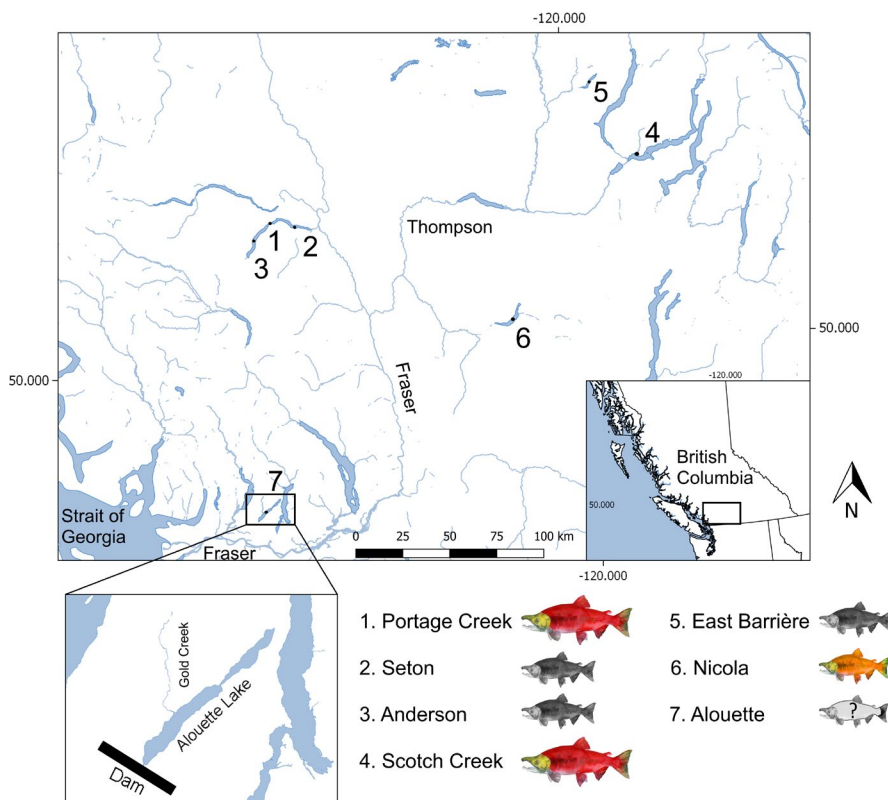 -120.000
5
4
Thompson
1
2
3
6
50.000
50.000
Fraser
-120.000
British
Columbia
50.000
N
7
Strait of
Georgia
Fraser
0 25 50 75 100 km
-120.000
Gold Creek
Alouette Lake
Dam
1. Portage Creek
2. Seton
3. Anderson
4. Scotch Creek
5. East Barrière
6. Nicola
7. Alouette
?